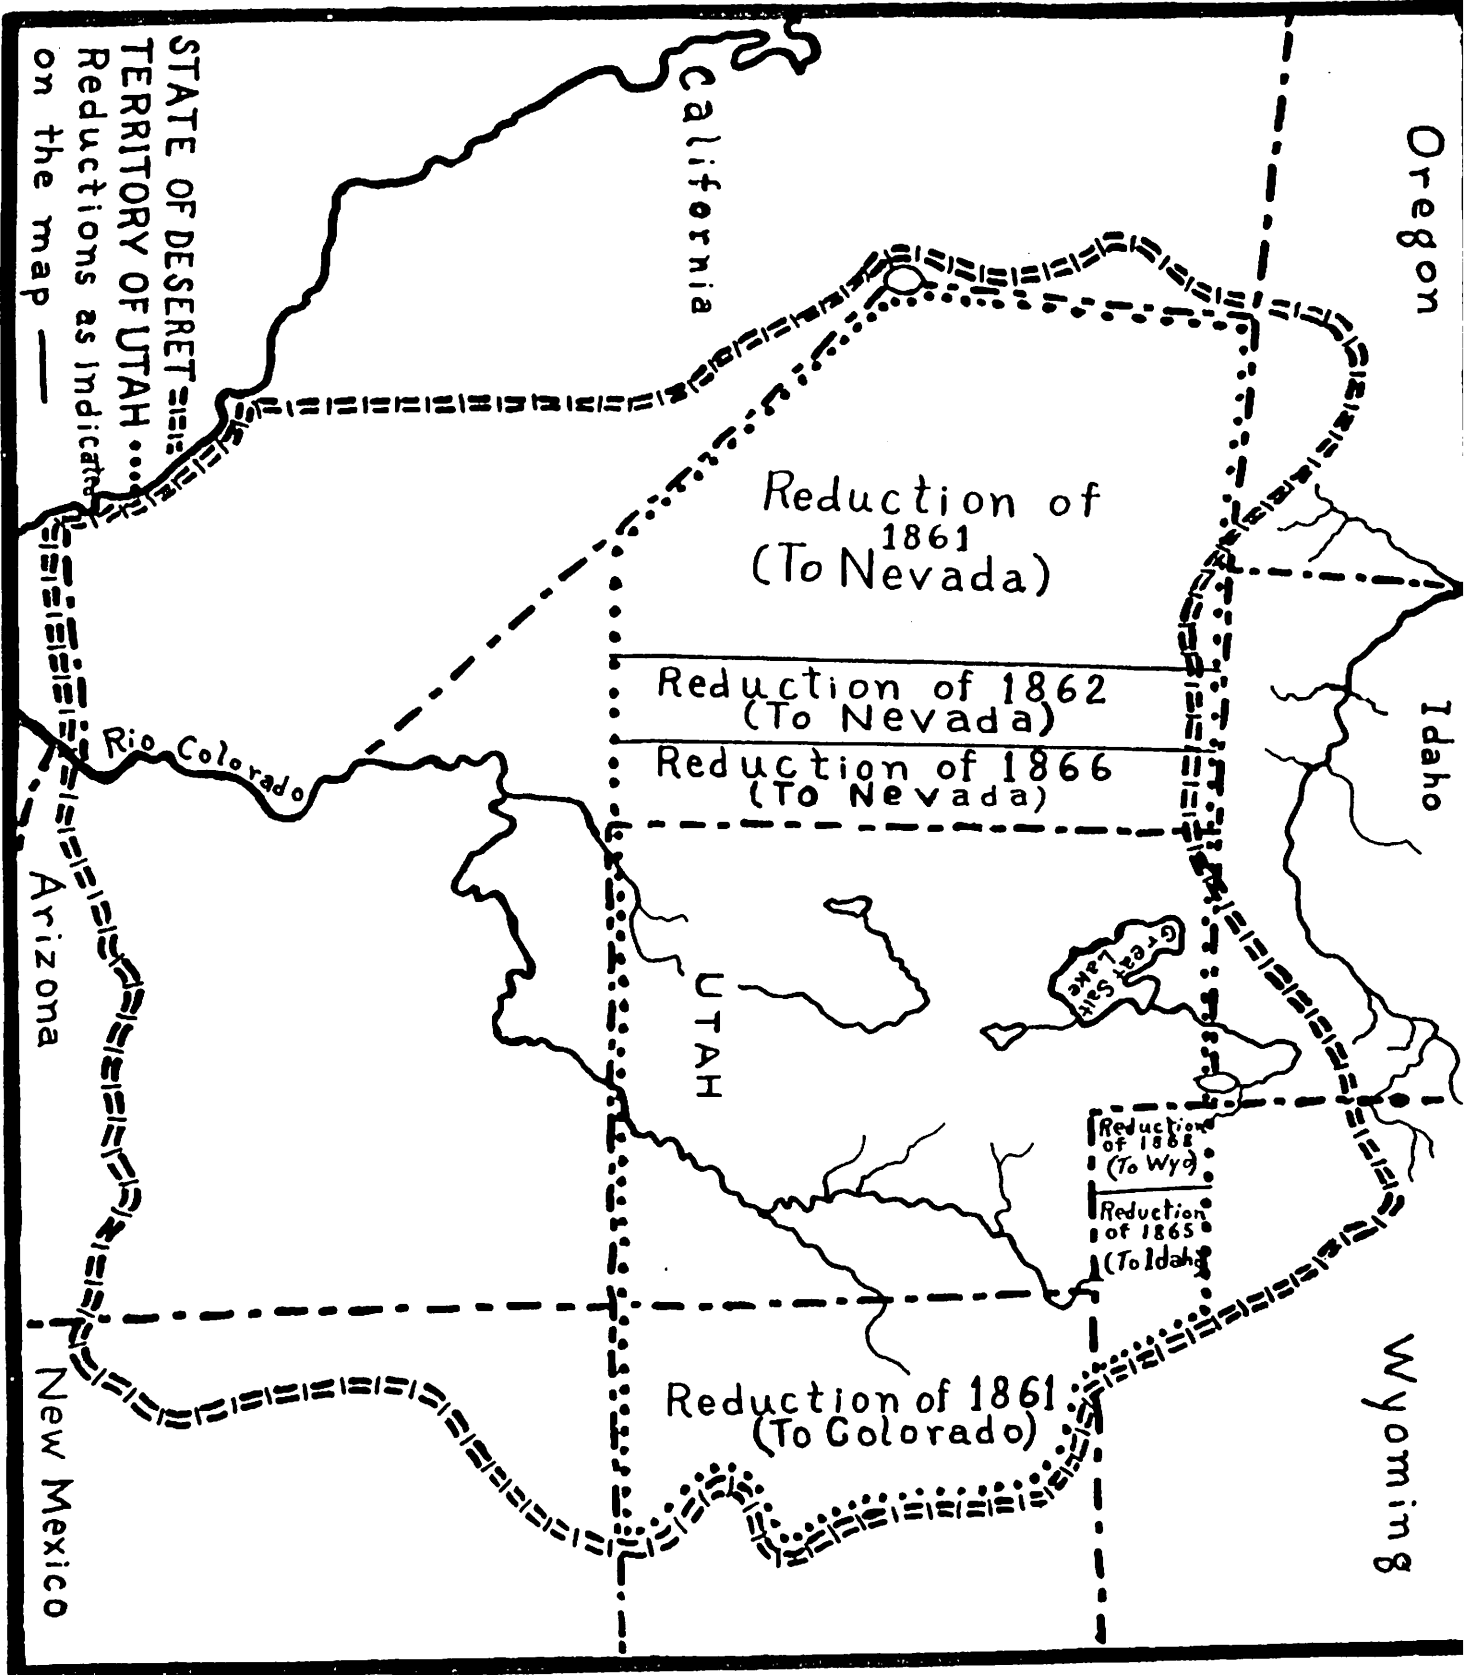 Oregon
Idaho
Wyoming
California
Reduction of
1861
(To Nevada)
Reduction of 1862
(To Nevada)
Reduction of 1866
(To Nevada)
Great Salt
Lake
UTAH
Reduction
of 1868
(To Wyo)
Reduction
of 1865
(To Idaho
Reduction of 1861
(To Colorado)
Rio Colorado
Arizona
New Mexico
STATE OF DESERET
TERRITORY OF UTAH
Reductions as indicated
on the map